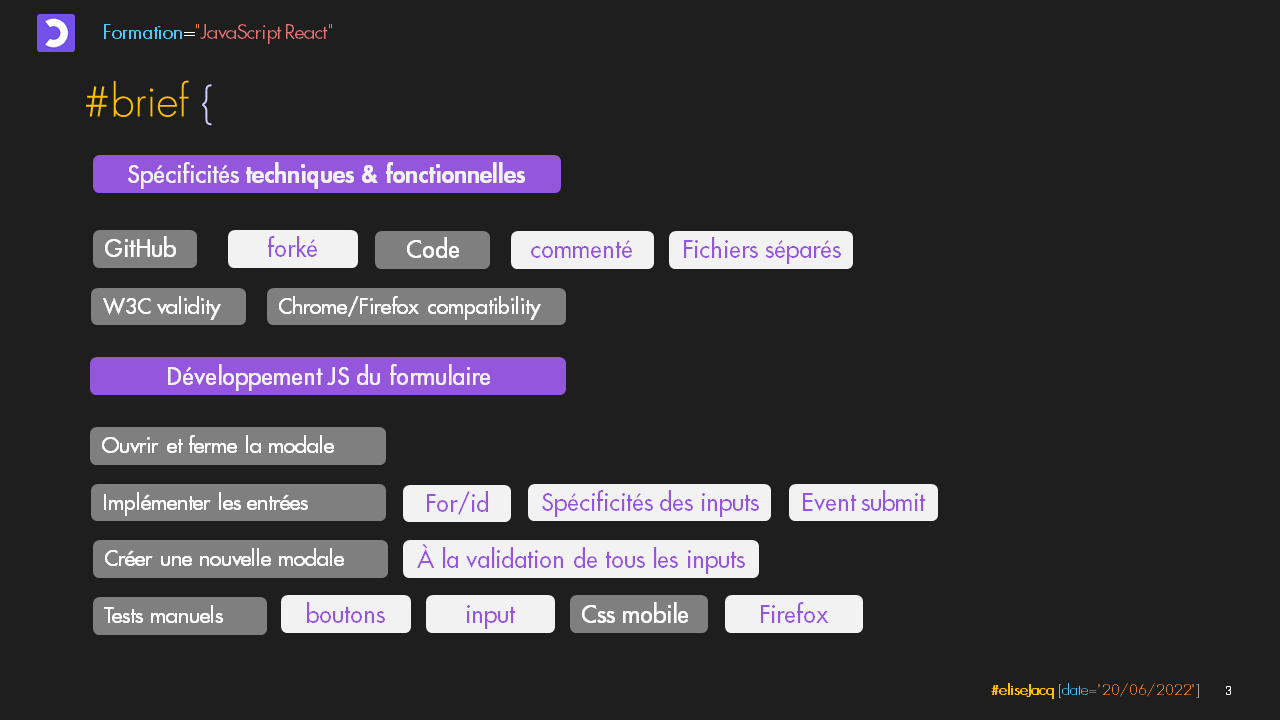 Formation="JavaScript React"
#brief {
Spécificités techniques & fonctionnelles
GitHub forké Code commenté Fichiers séparés
W3C validity Chrome/Firefox compatibility
Développement JS du formulaire
Ouvrir et ferme la modale
Implémenter les entrées For/id Spécificités des inputs Event submit
Créer une nouvelle modale À la validation de tous les inputs
Tests manuels boutons input Css mobile Firefox
#eliseJacq [date="20/06/2022"] 3